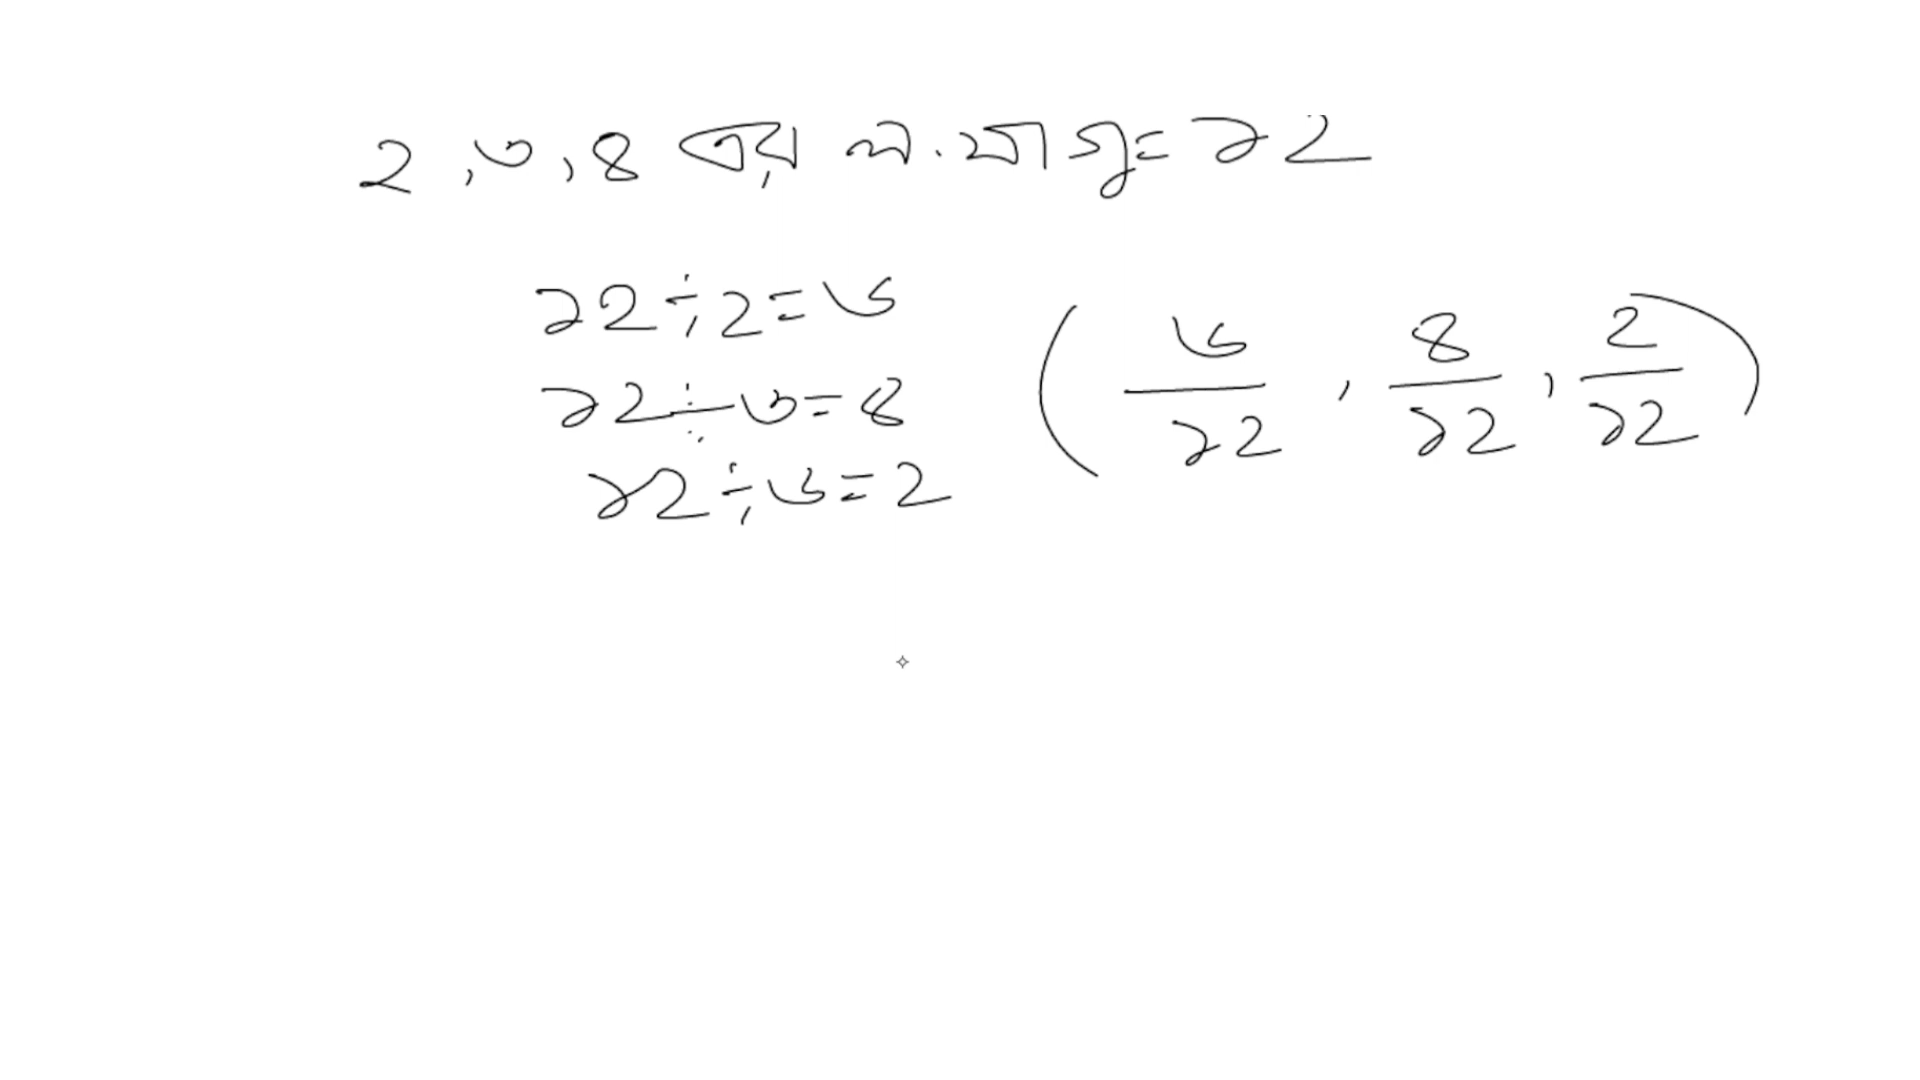 ২,৩,৪ এর ল.সাগু=১২
১২÷২=৬
১২÷৩=৪
১২÷৬=২
(৬/১২, ৪/১২, ২/১২)